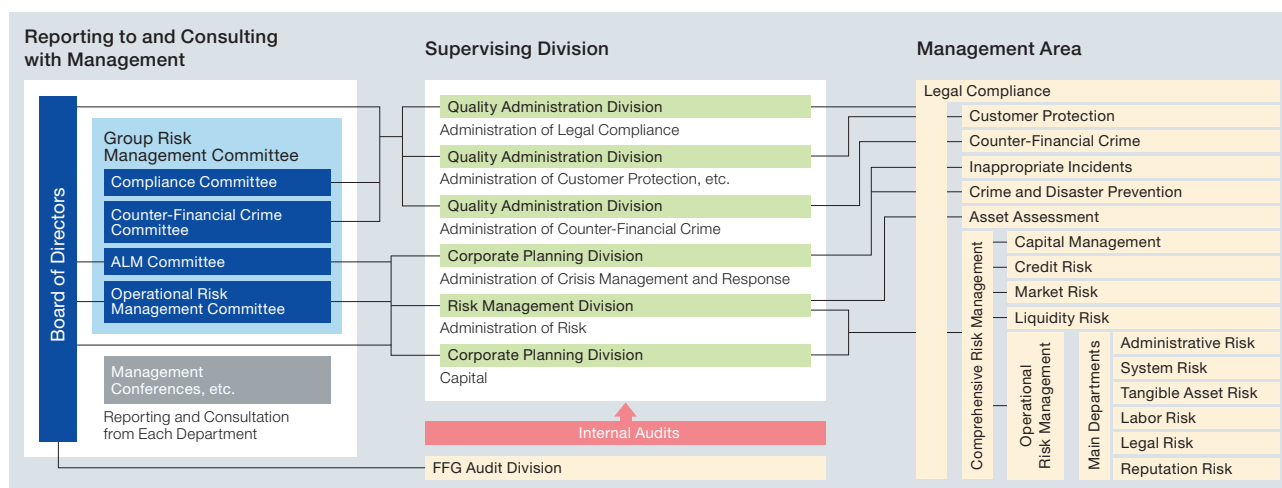 Reporting to and Consulting
with Management
Board of Directors
Group Risk
Management Committee
Compliance Committee
Counter-Financial Crime
Committee
ALM Committee
Operational Risk
Management Committee
Management
Conferences, etc.
Reporting and Consultation
from Each Department
Supervising Division
Quality Administration Division
Administration of Legal Compliance
Quality Administration Division
Administration of Customer Protection, etc.
Quality Administration Division
Administration of Counter-Financial Crime
Corporate Planning Division
Administration of Crisis Management and Response
Risk Management Division
Administration of Risk
Corporate Planning Division
Capital
Internal Audits
FFG Audit Division
Management Area
Legal Compliance
Customer Protection
Counter-Financial Crime
Inappropriate Incidents
Crime and Disaster Prevention
Asset Assessment
Comprehensive Risk Management
Capital Management
Credit Risk
Market Risk
Liquidity Risk
Operational
Risk Management
Main Departments
Administrative Risk
System Risk
Tangible Asset Risk
Labor Risk
Legal Risk
Reputation Risk